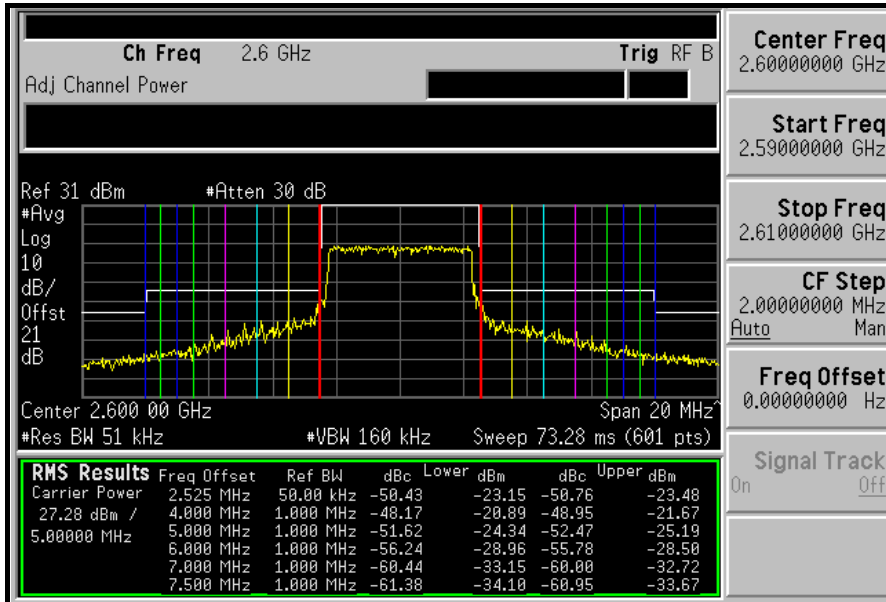 Ch Freq 2.6 GHz Trig RF B
Adj Channel Power
Ref 31 dBm #Atten 30 dB
#Avg
Log
10
dB/
Offst
21
dB
Center 2.600 00 GHz Span 20 MHz^
#Res BW 51 kHz #VBW 160 kHz Sweep 73.28 ms (601 pts)
RMS Results Freq Offset Ref BW dBc Lower dBm dBc Upper dBm
Carrier Power 2.525 MHz 50.00 kHz -50.43 -23.15 -50.76 -23.48
27.28 dBm / 4.000 MHz 1.000 MHz -48.17 -20.89 -48.95 -21.67
5.00000 MHz 5.000 MHz 1.000 MHz -51.62 -24.34 -52.47 -25.19
6.000 MHz 1.000 MHz -56.24 -28.96 -55.78 -28.50
7.000 MHz 1.000 MHz -60.44 -33.15 -60.00 -32.72
7.500 MHz 1.000 MHz -61.38 -34.10 -60.95 -33.67
Center Freq
2.60000000 GHz
Start Freq
2.59000000 GHz
Stop Freq
2.61000000 GHz
CF Step
2.00000000 MHz
Auto Man
Freq Offset
0.00000000 Hz
Signal Track
On Off